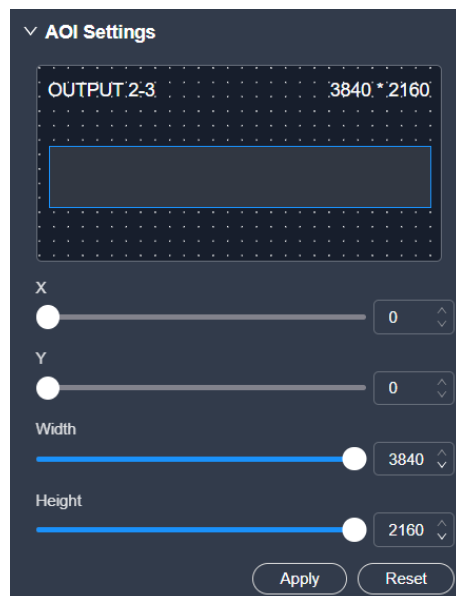 AOI Settings
OUTPUT 2-3 3840 * 2160
X
0
Y
0
Width
3840
Height
2160
Apply Reset